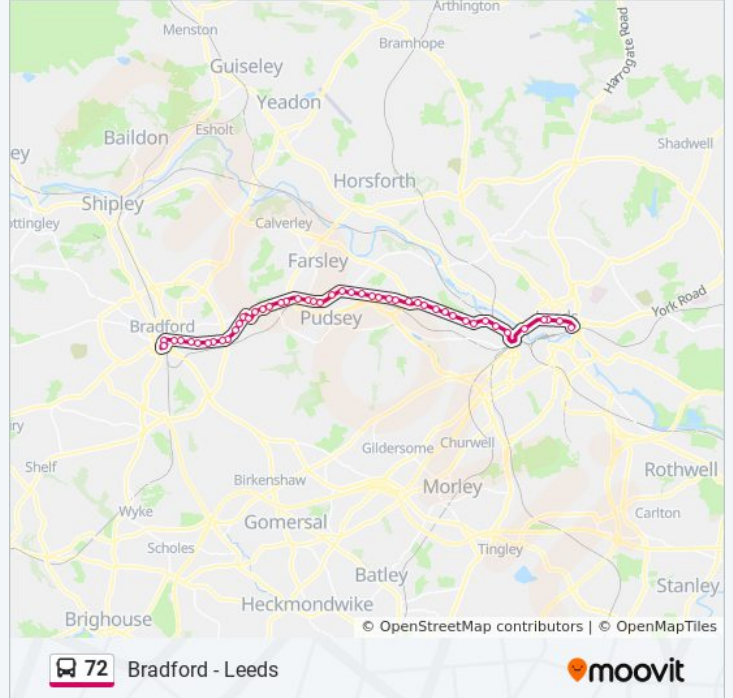 Arthington
Menston
Bramhope
Guiseley
Harrogate Road
Yeadon
Esholt
Baildon
Shadwell
ey
Horsforth
Shipley
ottingley
Calverley
Farsley
York Road
Bradford
Pudsey
ry
Gildersome
Churwell
Shelf
Birkenshaw
Rothwell
Morley
Wyke
Carlton
Gomersal
Scholes
Tingley
Batley
Stanley
Heckmondwike
Brighouse
© OpenStreetMap contributors | © OpenMapTiles
72 Bradford - Leeds
moovit